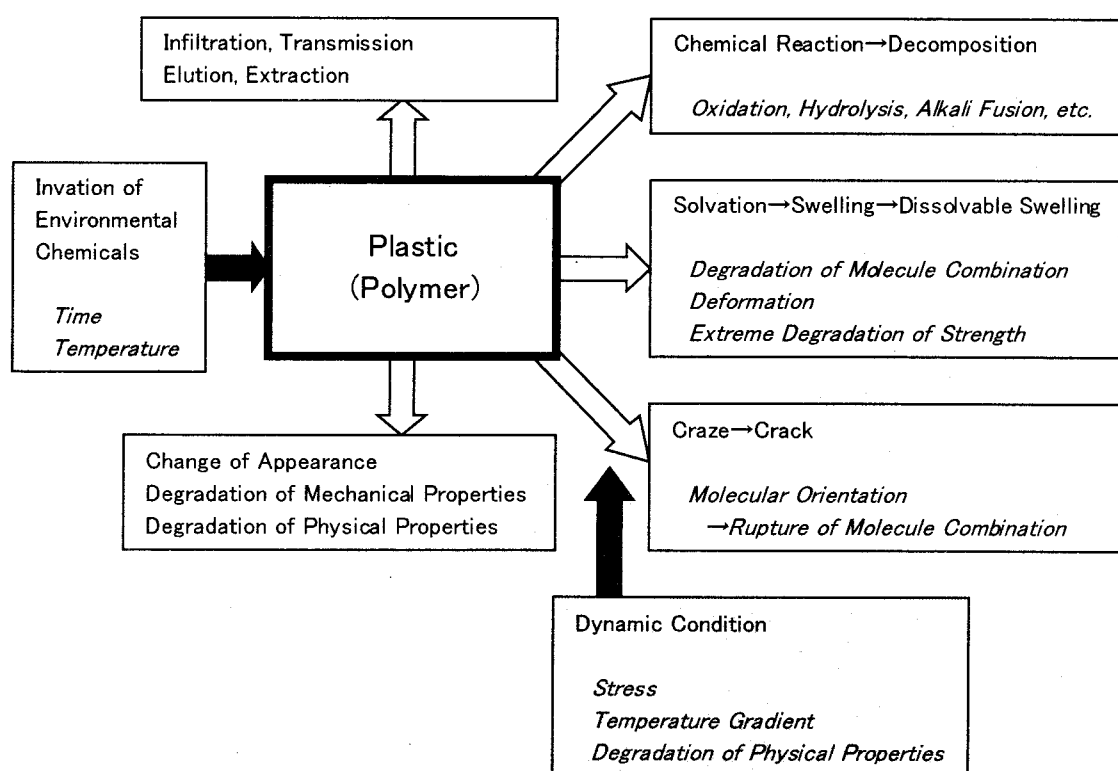 Infiltration, Transmission
Elution, Extraction
Chemical Reaction→Decomposition
Oxidation, Hydrolysis, Alkali Fusion, etc.
Invation of
Environmental
Chemicals
Time
Temperature
Plastic
(Polymer)
Solvation→Swelling→Dissolvable Swelling
Degradation of Molecule Combination
Deformation
Extreme Degradation of Strength
Change of Appearance
Degradation of Mechanical Properties
Degradation of Physical Properties
Craze→Crack
Molecular Orientation
→Rupture of Molecule Combination
Dynamic Condition
Stress
Temperature Gradient
Degradation of Physical Properties